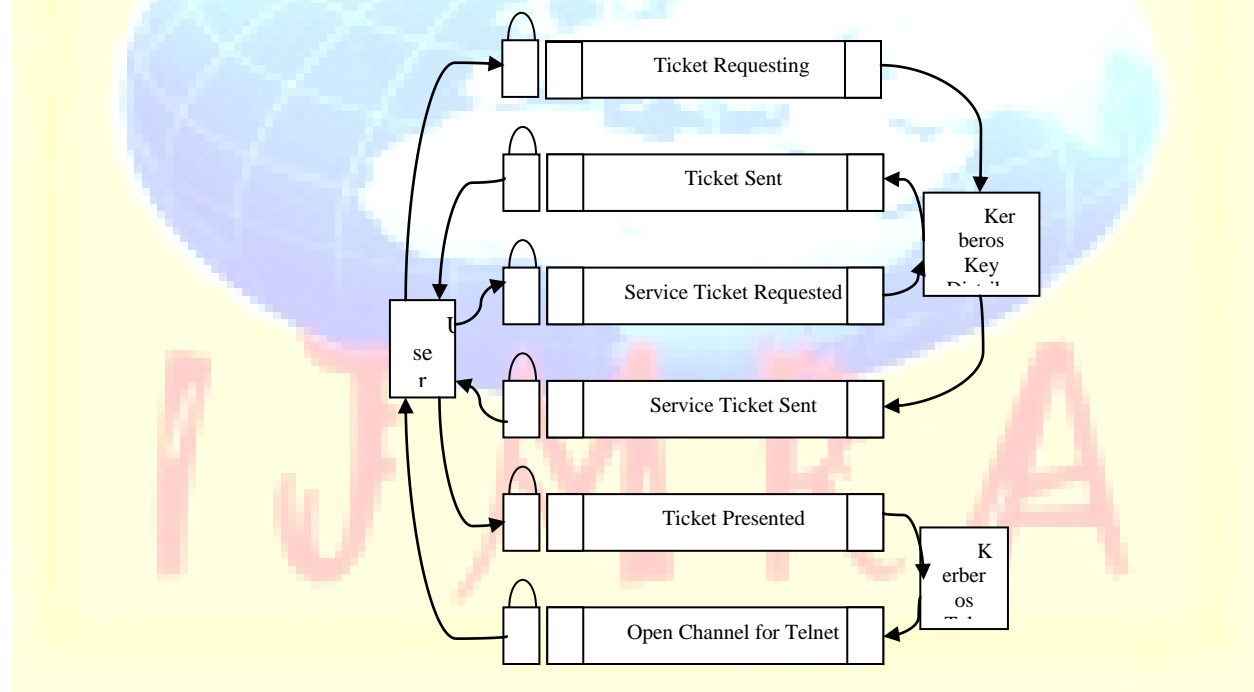 Ticket Requesting
Ticket Sent
Ker
beros
Key
Service Ticket Requested
U
se
r
Service Ticket Sent
Ticket Presented
K
erber
os
Open Channel for Telnet
IJMRA